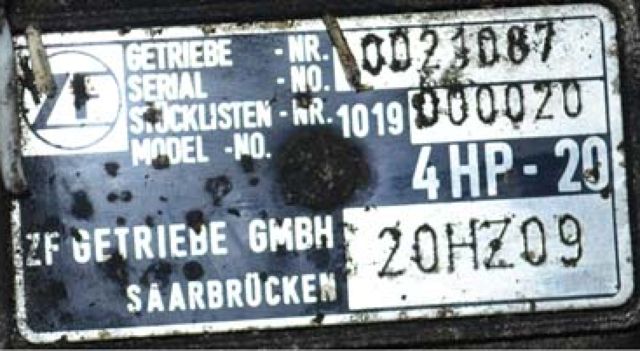 ZF
GETRIEBE - NR. 0021087
SERIAL - NO.
STÜCKLISTEN - NR. 1019 000020
MODEL - NO.
4 HP - 20
ZF GETRIEBE GMBH 20HZ09
SAARBRÜCKEN